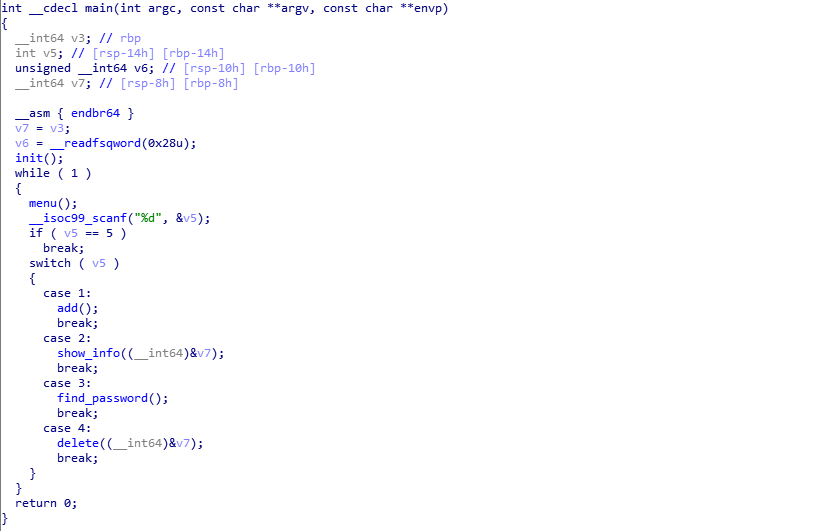 int __cdecl main(int argc, const char **argv, const char **envp)
{
  __int64 v3; // rbp
  int v5; // [rsp-14h] [rbp-14h]
  unsigned __int64 v6; // [rsp-10h] [rbp-10h]
  __int64 v7; // [rsp-8h] [rbp-8h]

  __asm { endbr64 }
  v7 = v3;
  v6 = __readfsqword(0x28u);
  init();
  while ( 1 )
  {
    menu();
    __isoc99_scanf("%d", &v5);
    if ( v5 == 5 )
      break;
    switch ( v5 )
    {
      case 1:
        add();
        break;
      case 2:
        show_info((__int64)&v7);
        break;
      case 3:
        find_password();
        break;
      case 4:
        delete((__int64)&v7);
        break;
    }
  }
  return 0;
}